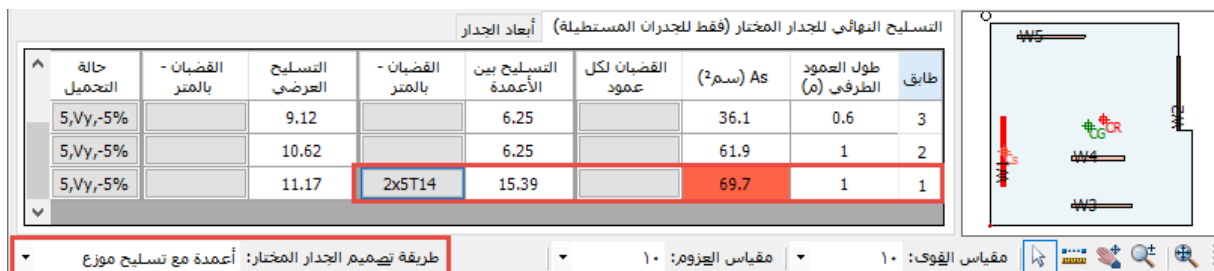 التسليح النهائي للجدار المختار (فقط للجدران المستطيلة) أبعاد الجدار
طابق طول العمود الطرفي (م) As (سم²) القضبان لكل عمود التسليح بين الأعمدة القضبان - بالمتر التسليح العرضي القضبان - بالمتر حالة التحميل
3 0.6 36.1 6.25 9.12 5,Vy,-5%
2 1 61.9 6.25 10.62 5,Vy,-5%
1 1 69.7 15.39 2x5T14 11.17 5,Vy,-5%
W5
W2
CG CR
Cs
W1
W4
W3
مقياس القوى: ١٠ مقياس العزوم: ١٠ طريقة تصميم الجدار المختار: أعمدة مع تسليح موزع